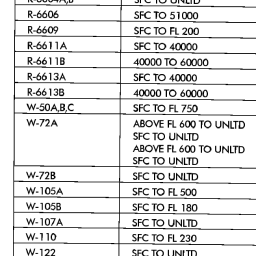 R-6604A,B SFC TO UNLTD
R-6606 SFC TO 51000
R-6609 SFC TO FL 200
R-6611A SFC TO 40000
R-6611B 40000 TO 60000
R-6613A SFC TO 40000
R-6613B 40000 TO 60000
W-50A,B,C SFC TO FL 750
W-72A ABOVE FL 600 TO UNLTD
SFC TO UNLTD
ABOVE FL 600 TO UNLTD
SFC TO UNLTD
W-72B SFC TO UNLTD
W-105A SFC TO FL 500
W-105B SFC TO FL 180
W-107A SFC TO UNLTD
W-110 SFC TO FL 230
W-122 SFC TO UNLTD